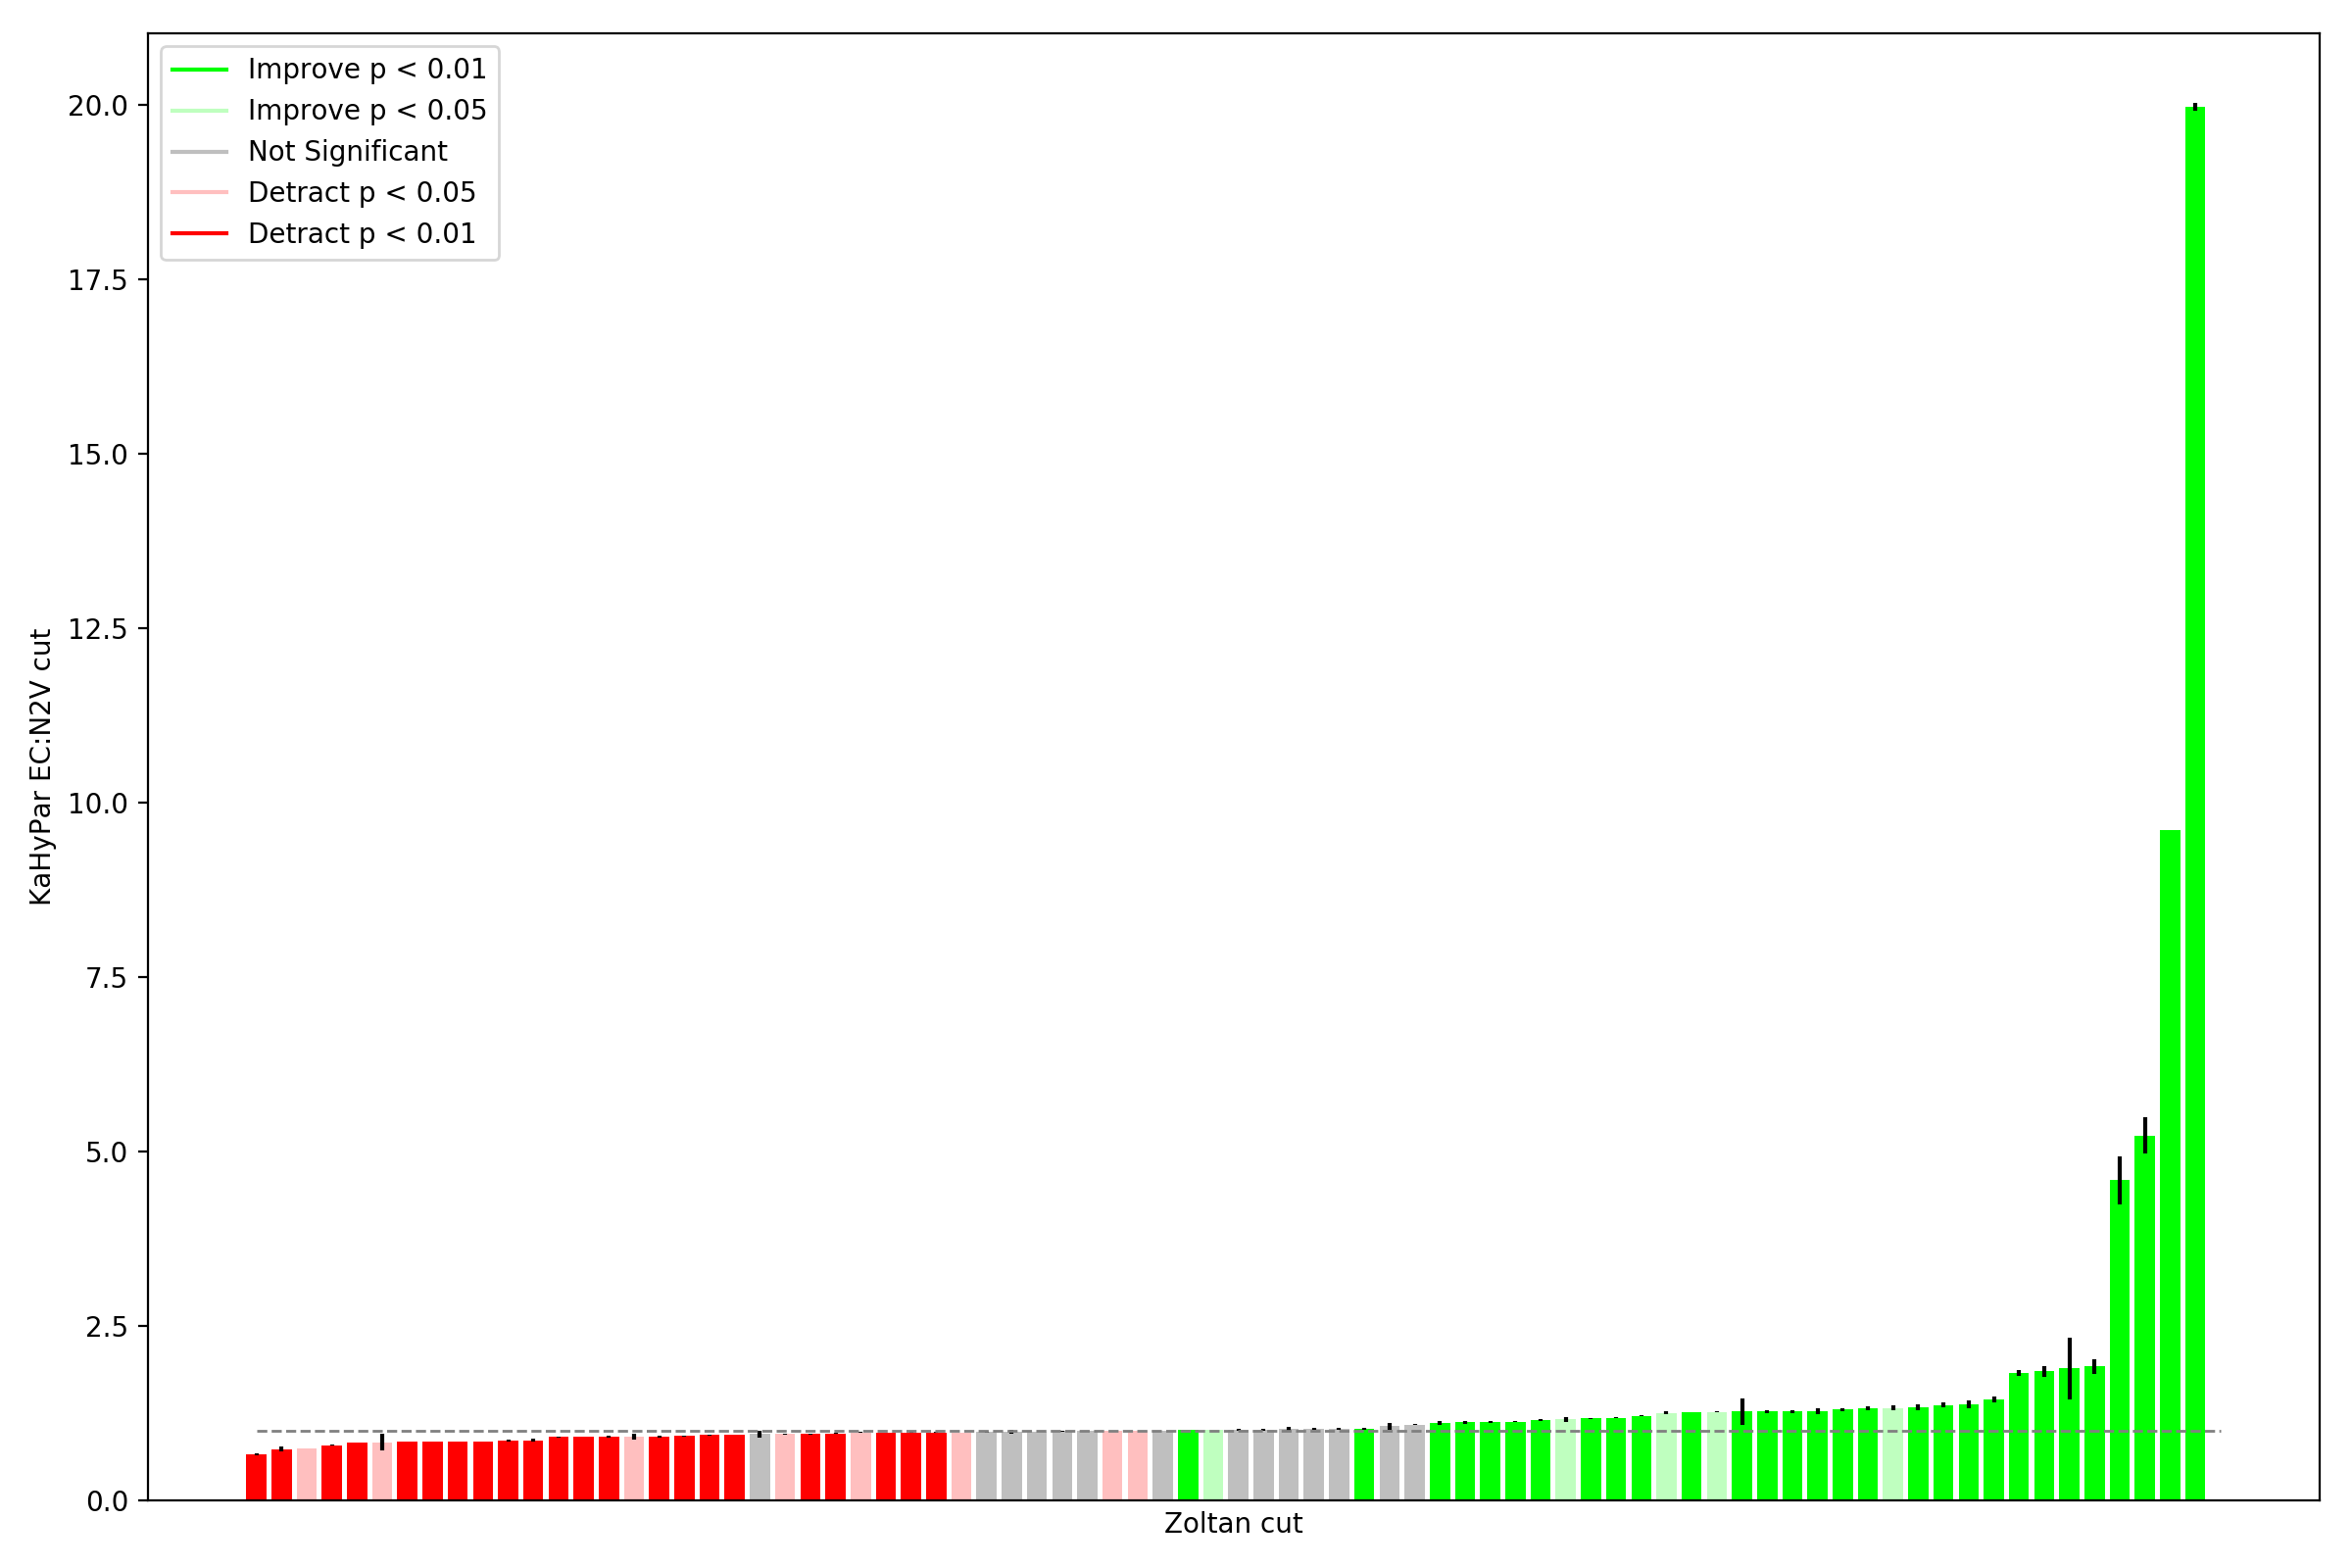 Improve p < 0.01
Improve p < 0.05
Not Significant
Detract p < 0.05
Detract p < 0.01
20.0
17.5
15.0
12.5
10.0
7.5
5.0
2.5
0.0
KaHyPar EC:N2V cut
Zoltan cut